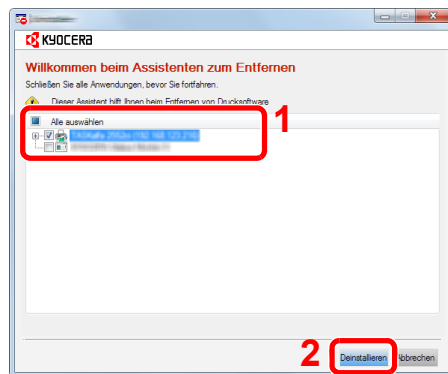 KYOCERA
Willkommen beim Assistenten zum Entfernen
Schließen Sie alle Anwendungen, bevor Sie fortfahren.
Dieser Assistent hilft Ihnen beim Entfernen von Drucksoftware
1
Alle auswählen
2
Deinstallieren
Abbrechen